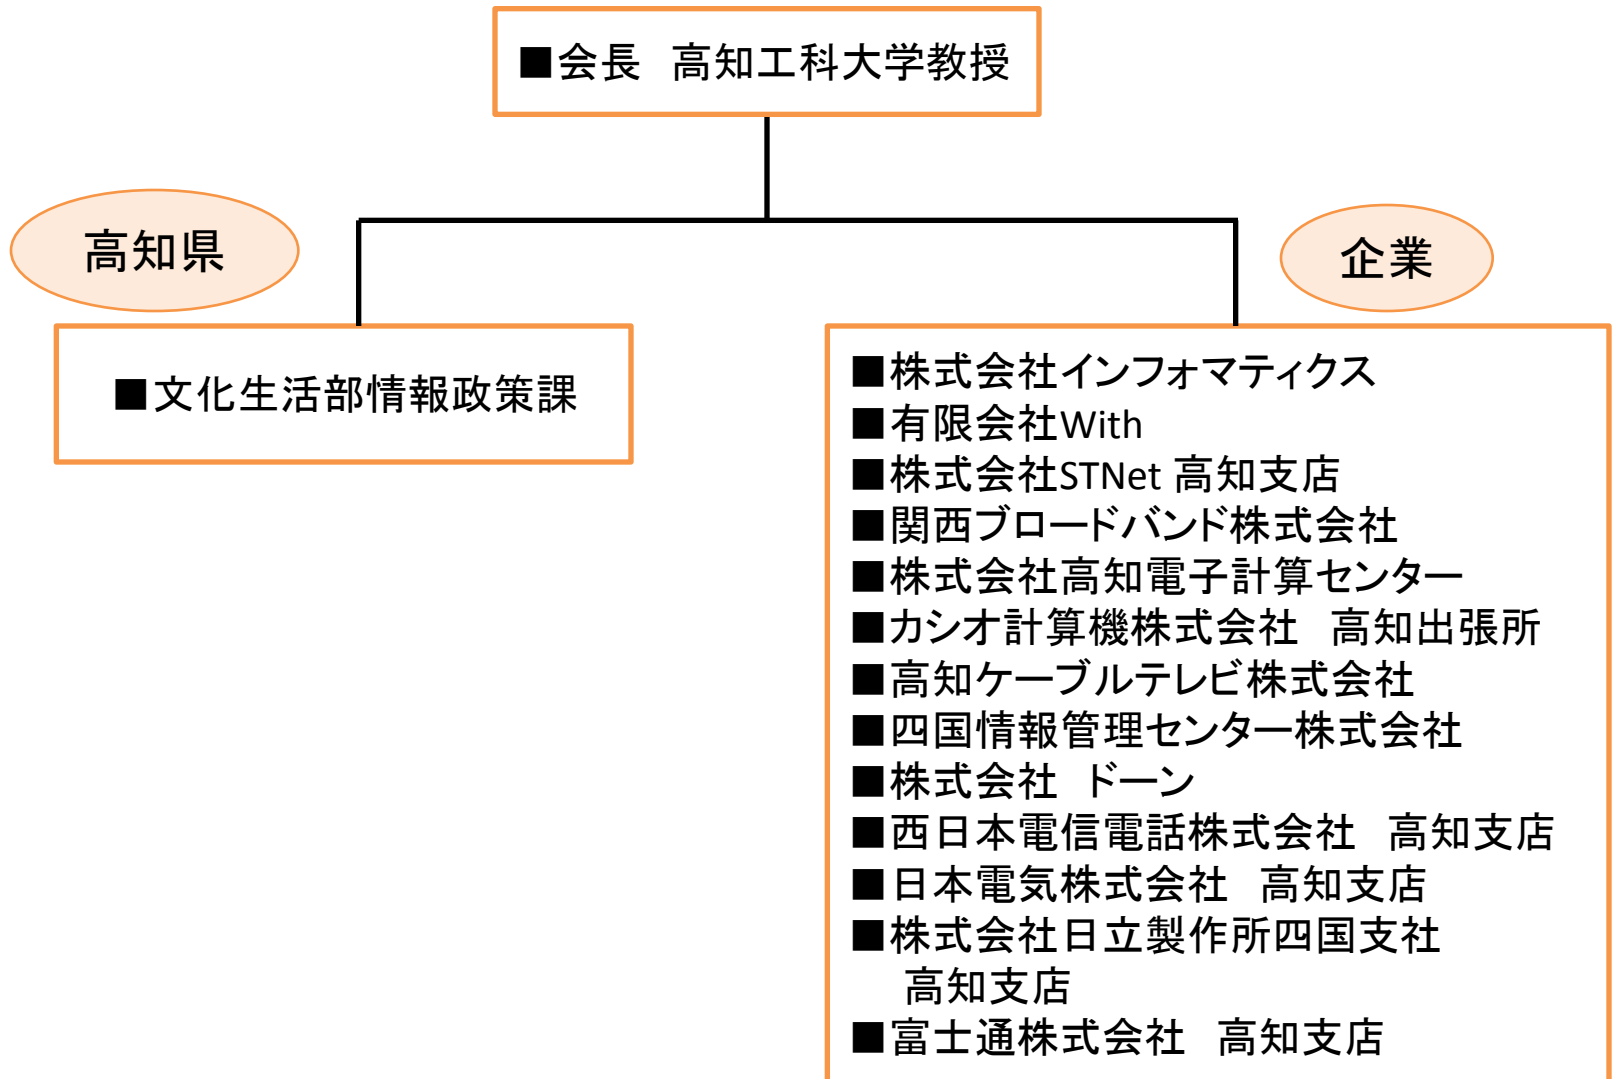 ■会長　高知工科大学教授
高知県
企業
■文化生活部情報政策課
■株式会社インフォマティクス
■有限会社With
■株式会社STNet 高知支店
■関西ブロードバンド株式会社
■株式会社高知電子計算センター
■カシオ計算機株式会社　高知出張所
■高知ケーブルテレビ株式会社
■四国情報管理センター株式会社
■株式会社　ドーン
■西日本電信電話株式会社　高知支店
■日本電気株式会社　高知支店
■株式会社日立製作所四国支社
高知支店
■富士通株式会社　高知支店